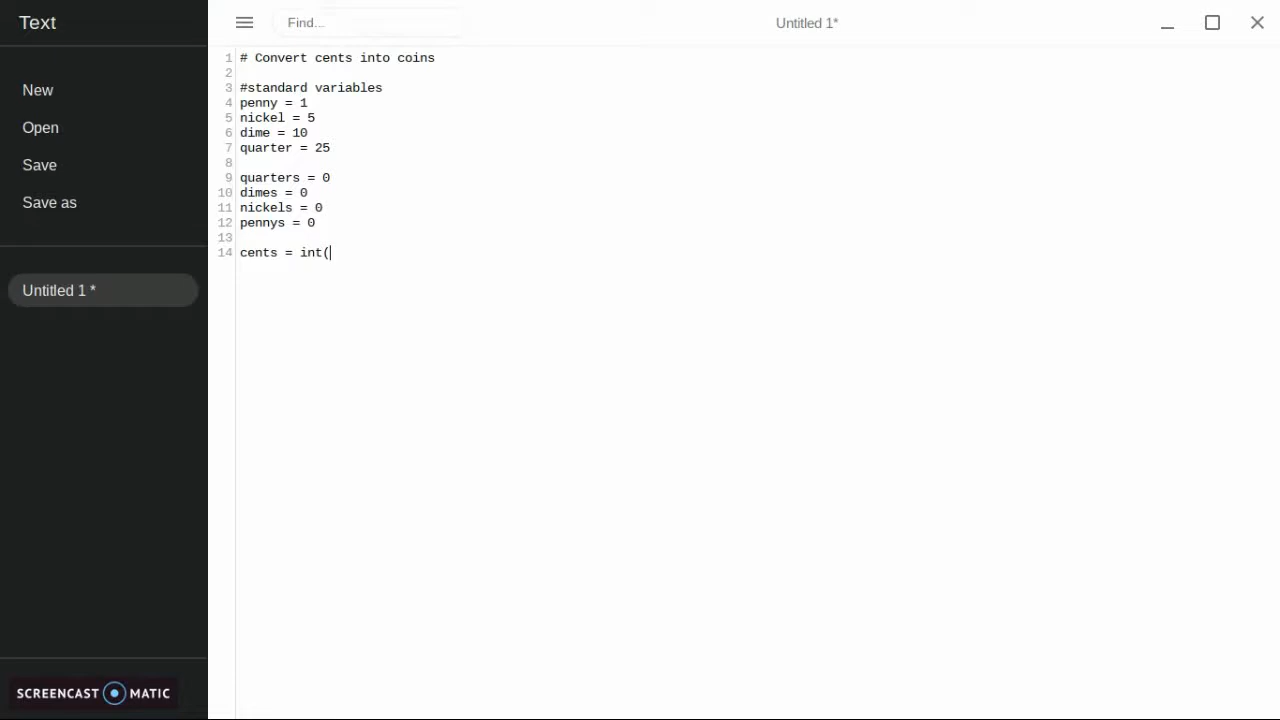 Text
Find...
Untitled 1*
New
Open
Save
Save as
Untitled 1 *
1 # Convert cents into coins
2
3 #standard variables
4 penny = 1
5 nickel = 5
6 dime = 10
7 quarter = 25
8
9 quarters = 0
10 dimes = 0
11 nickels = 0
12 pennys = 0
13
14 cents = int(
SCREENCAST MATIC